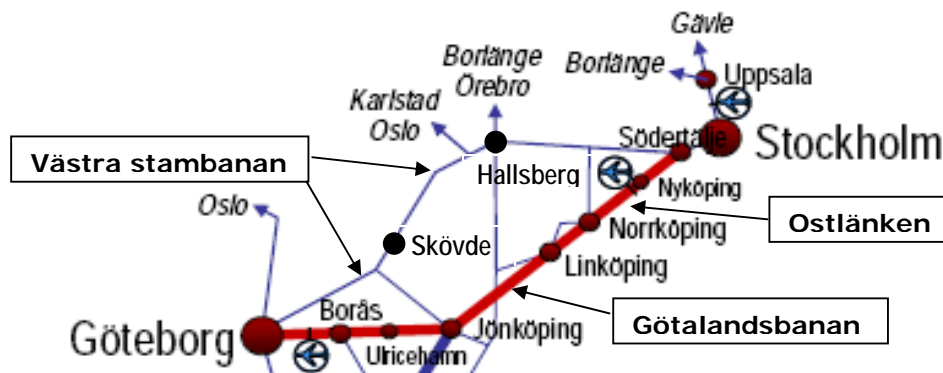 Gävle
Borlänge
Uppsala
Borlänge
Örebro
Karlstad
Oslo
Södertälje
Stockholm
Västra stambanan
Hallsberg
Nyköping
Oslo
Norrköping
Ostlänken
Skövde
Linköping
Borås
Jönköping
Götalandsbanan
Göteborg
Ulricehamn